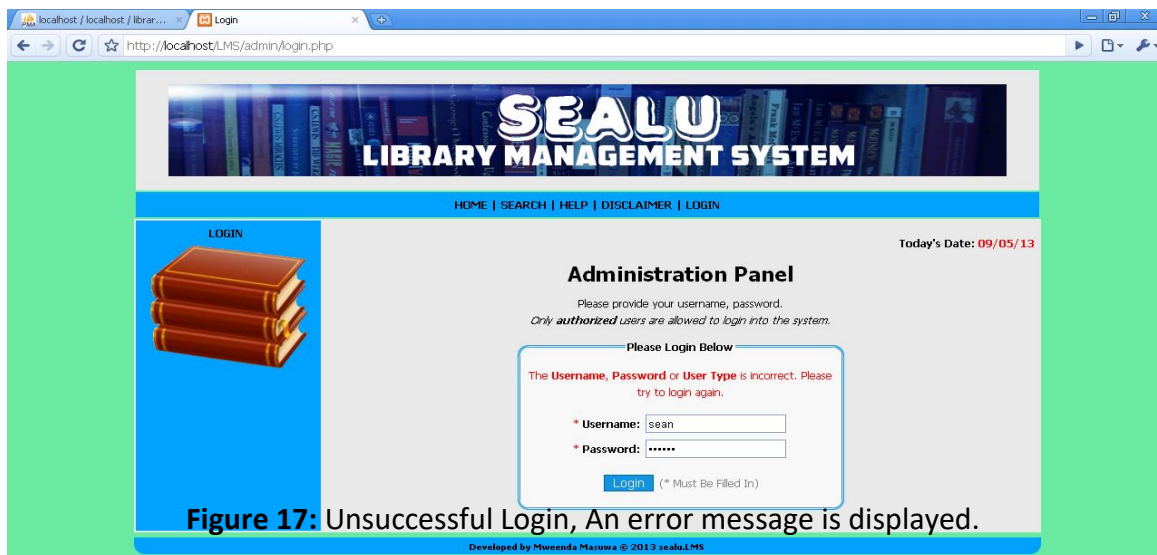 localhost / localhost / librar...
Login
http://localhost/LMS/admin/login.php
SEALU
LIBRARY MANAGEMENT SYSTEM
HOME | SEARCH | HELP | DISCLAIMER | LOGIN
LOGIN
Today's Date: 09/05/13
Administration Panel
Please provide your username, password.
Only authorized users are allowed to login into the system.
Please Login Below
The Username, Password or User Type is incorrect. Please
try to login again.
* Username: sean
* Password: ••••••
Login (* Must Be Filled In)
Figure 17: Unsuccessful Login, An error message is displayed.
Developed by Mweenda Masuwa © 2013 sealu.LMS